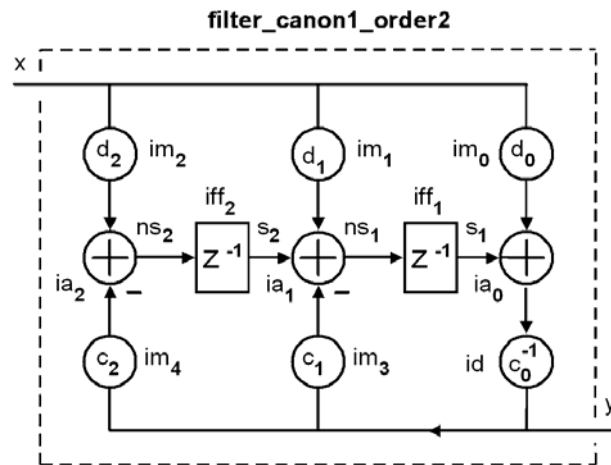 filter_canon1_order2
x
d₂ im₂ d₁ im₁ im₀ d₀
iff₂ iff₁
ns₂ s₂ ns₁ s₁
+ Z⁻¹ + Z⁻¹ +
ia₂ − ia₁ − ia₀
c₂ im₄ c₁ im₃ id c₀⁻¹
y